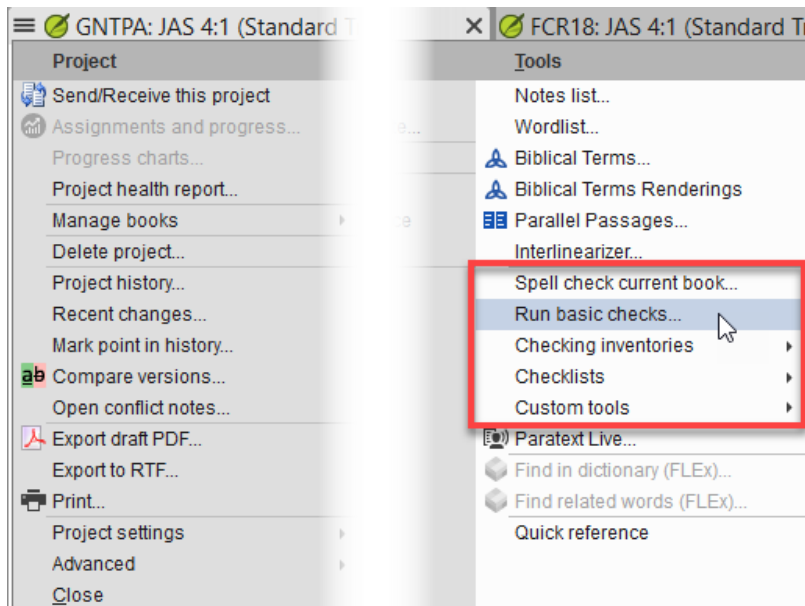 GNTPA: JAS 4:1 (Standard
Project
Send/Receive this project
Assignments and progress...
Progress charts...
Project health report...
Manage books
Delete project...
Project history...
Recent changes...
Mark point in history...
ab Compare versions...
Open conflict notes...
Export draft PDF...
Export to RTF...
Print...
Project settings
Advanced
Close
FCR18: JAS 4:1 (Standard
Tools
Notes list...
Wordlist...
Biblical Terms...
Biblical Terms Renderings
Parallel Passages...
Interlinearizer...
Spell check current book...
Run basic checks...
Checking inventories
Checklists
Custom tools
Paratext Live...
Find in dictionary (FLEx)...
Find related words (FLEx)...
Quick reference